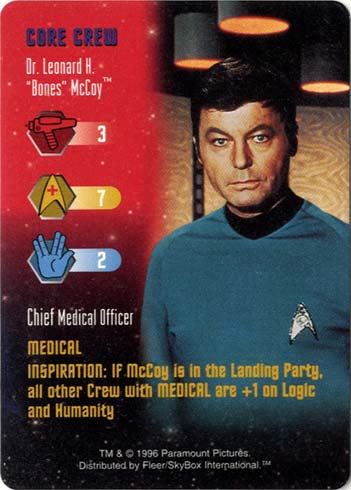 CORE CREW
Dr. Leonard H.
"Bones" McCoy™
3
7
2
Chief Medical Officer
MEDICAL
INSPIRATION: If McCoy is in the Landing Party,
all other Crew with MEDICAL are +1 on Logic
and Humanity
TM & © 1996 Paramount Pictures.
Distributed by Fleer/SkyBox International.™